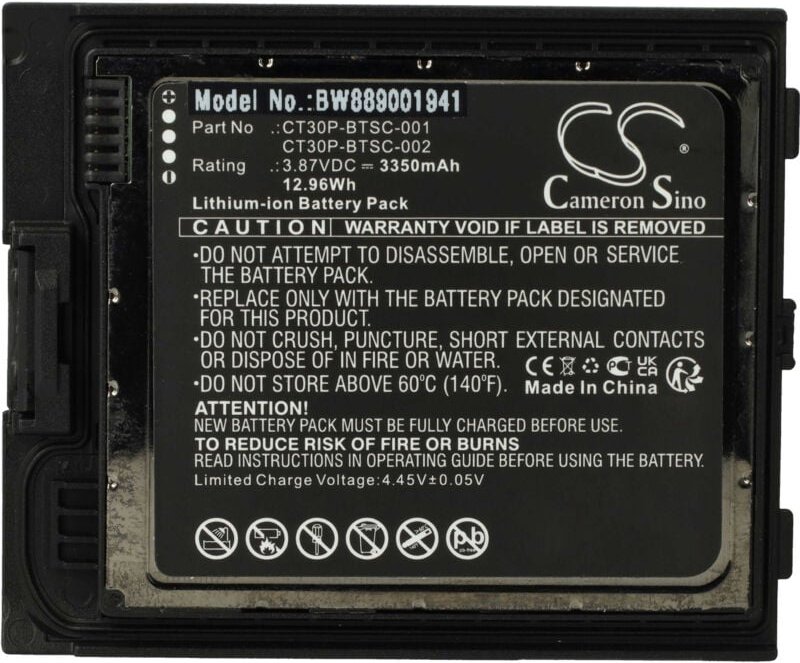 Model No.:BW889001941
Part No .:CT30P-BTSC-001
CT30P-BTSC-002
Rating .:3.87VDC ⎓ 3350mAh
12.96Wh
Lithium-ion Battery Pack
CS
®
Cameron Sino
CAUTION WARRANTY VOID IF LABEL IS REMOVED
•DO NOT ATTEMPT TO DISASSEMBLE, OPEN OR SERVICE
THE BATTERY PACK.
•REPLACE ONLY WITH THE BATTERY PACK DESIGNATED
FOR THIS PRODUCT.
•DO NOT CRUSH, PUNCTURE, SHORT EXTERNAL CONTACTS
OR DISPOSE OF IN FIRE OR WATER.
•DO NOT STORE ABOVE 60°C (140°F).
CE PCT UK CA
Made In China
ATTENTION!
NEW BATTERY PACK MUST BE FULLY CHARGED BEFORE USE.
TO REDUCE RISK OF FIRE OR BURNS
READ INSTRUCTIONS IN OPERATING GUIDE BEFORE USING THE BATTERY.
Limited Charge Voltage:4.45V±0.05V
Pb